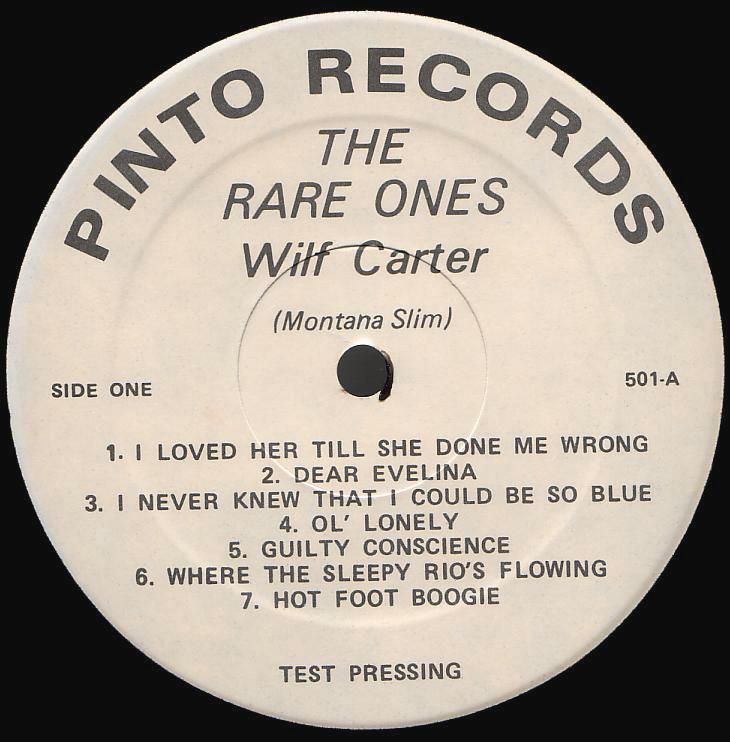 PINTO RECORDS
THE
RARE ONES
Wilf Carter
(Montana Slim)
SIDE ONE
501-A
1. I LOVED HER TILL SHE DONE ME WRONG
2. DEAR EVELINA
3. I NEVER KNEW THAT I COULD BE SO BLUE
4. OL' LONELY
5. GUILTY CONSCIENCE
6. WHERE THE SLEEPY RIO'S FLOWING
7. HOT FOOT BOOGIE
TEST PRESSING